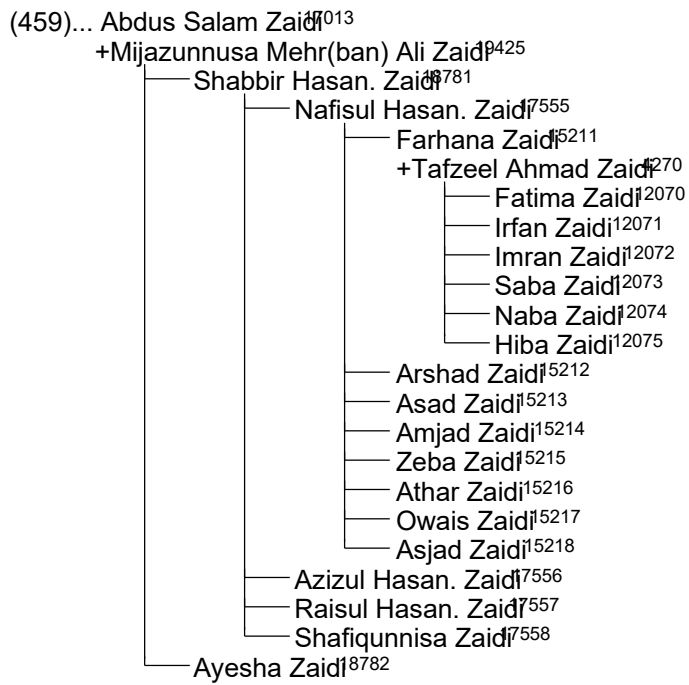 (459)... Abdus Salam Zaidi17013
+Mijazunnusa Mehr(ban) Ali Zaidi19425
Shabbir Hasan. Zaidi18781
Nafisul Hasan. Zaidi17555
Farhana Zaidi15211
+Tafzeel Ahmad Zaidi4270
Fatima Zaidi12070
Irfan Zaidi12071
Imran Zaidi12072
Saba Zaidi12073
Naba Zaidi12074
Hiba Zaidi12075
Arshad Zaidi15212
Asad Zaidi15213
Amjad Zaidi15214
Zeba Zaidi15215
Athar Zaidi15216
Owais Zaidi15217
Asjad Zaidi15218
Azizul Hasan. Zaidi17556
Raisul Hasan. Zaidi17557
Shafiqunnisa Zaidi17558
Ayesha Zaidi18782